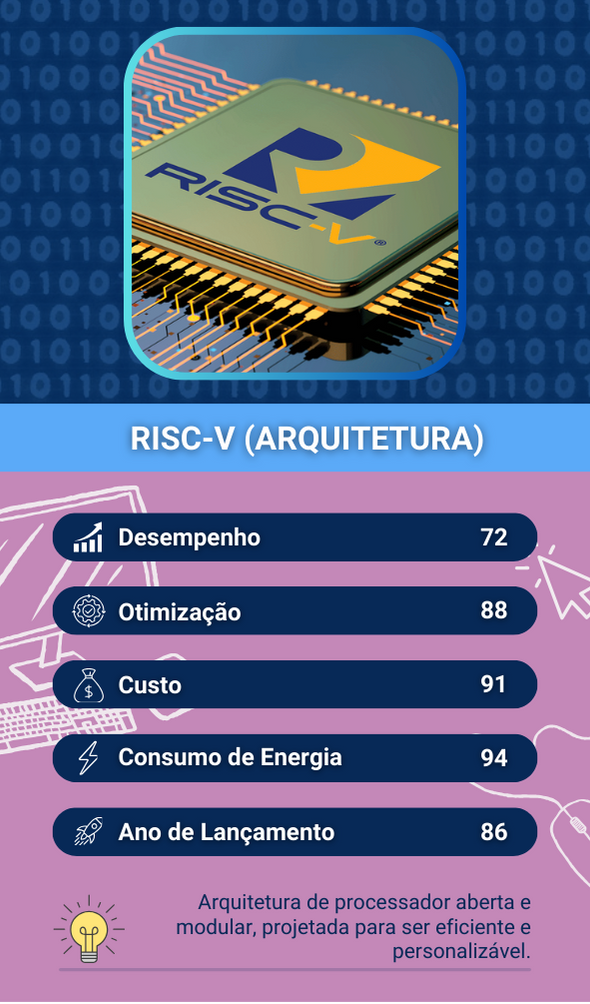 RISC-V®
RISC-V (ARQUITETURA)
Desempenho 72
Otimização 88
Custo 91
Consumo de Energia 94
Ano de Lançamento 86
Arquitetura de processador aberta e
modular, projetada para ser eficiente e
personalizável.